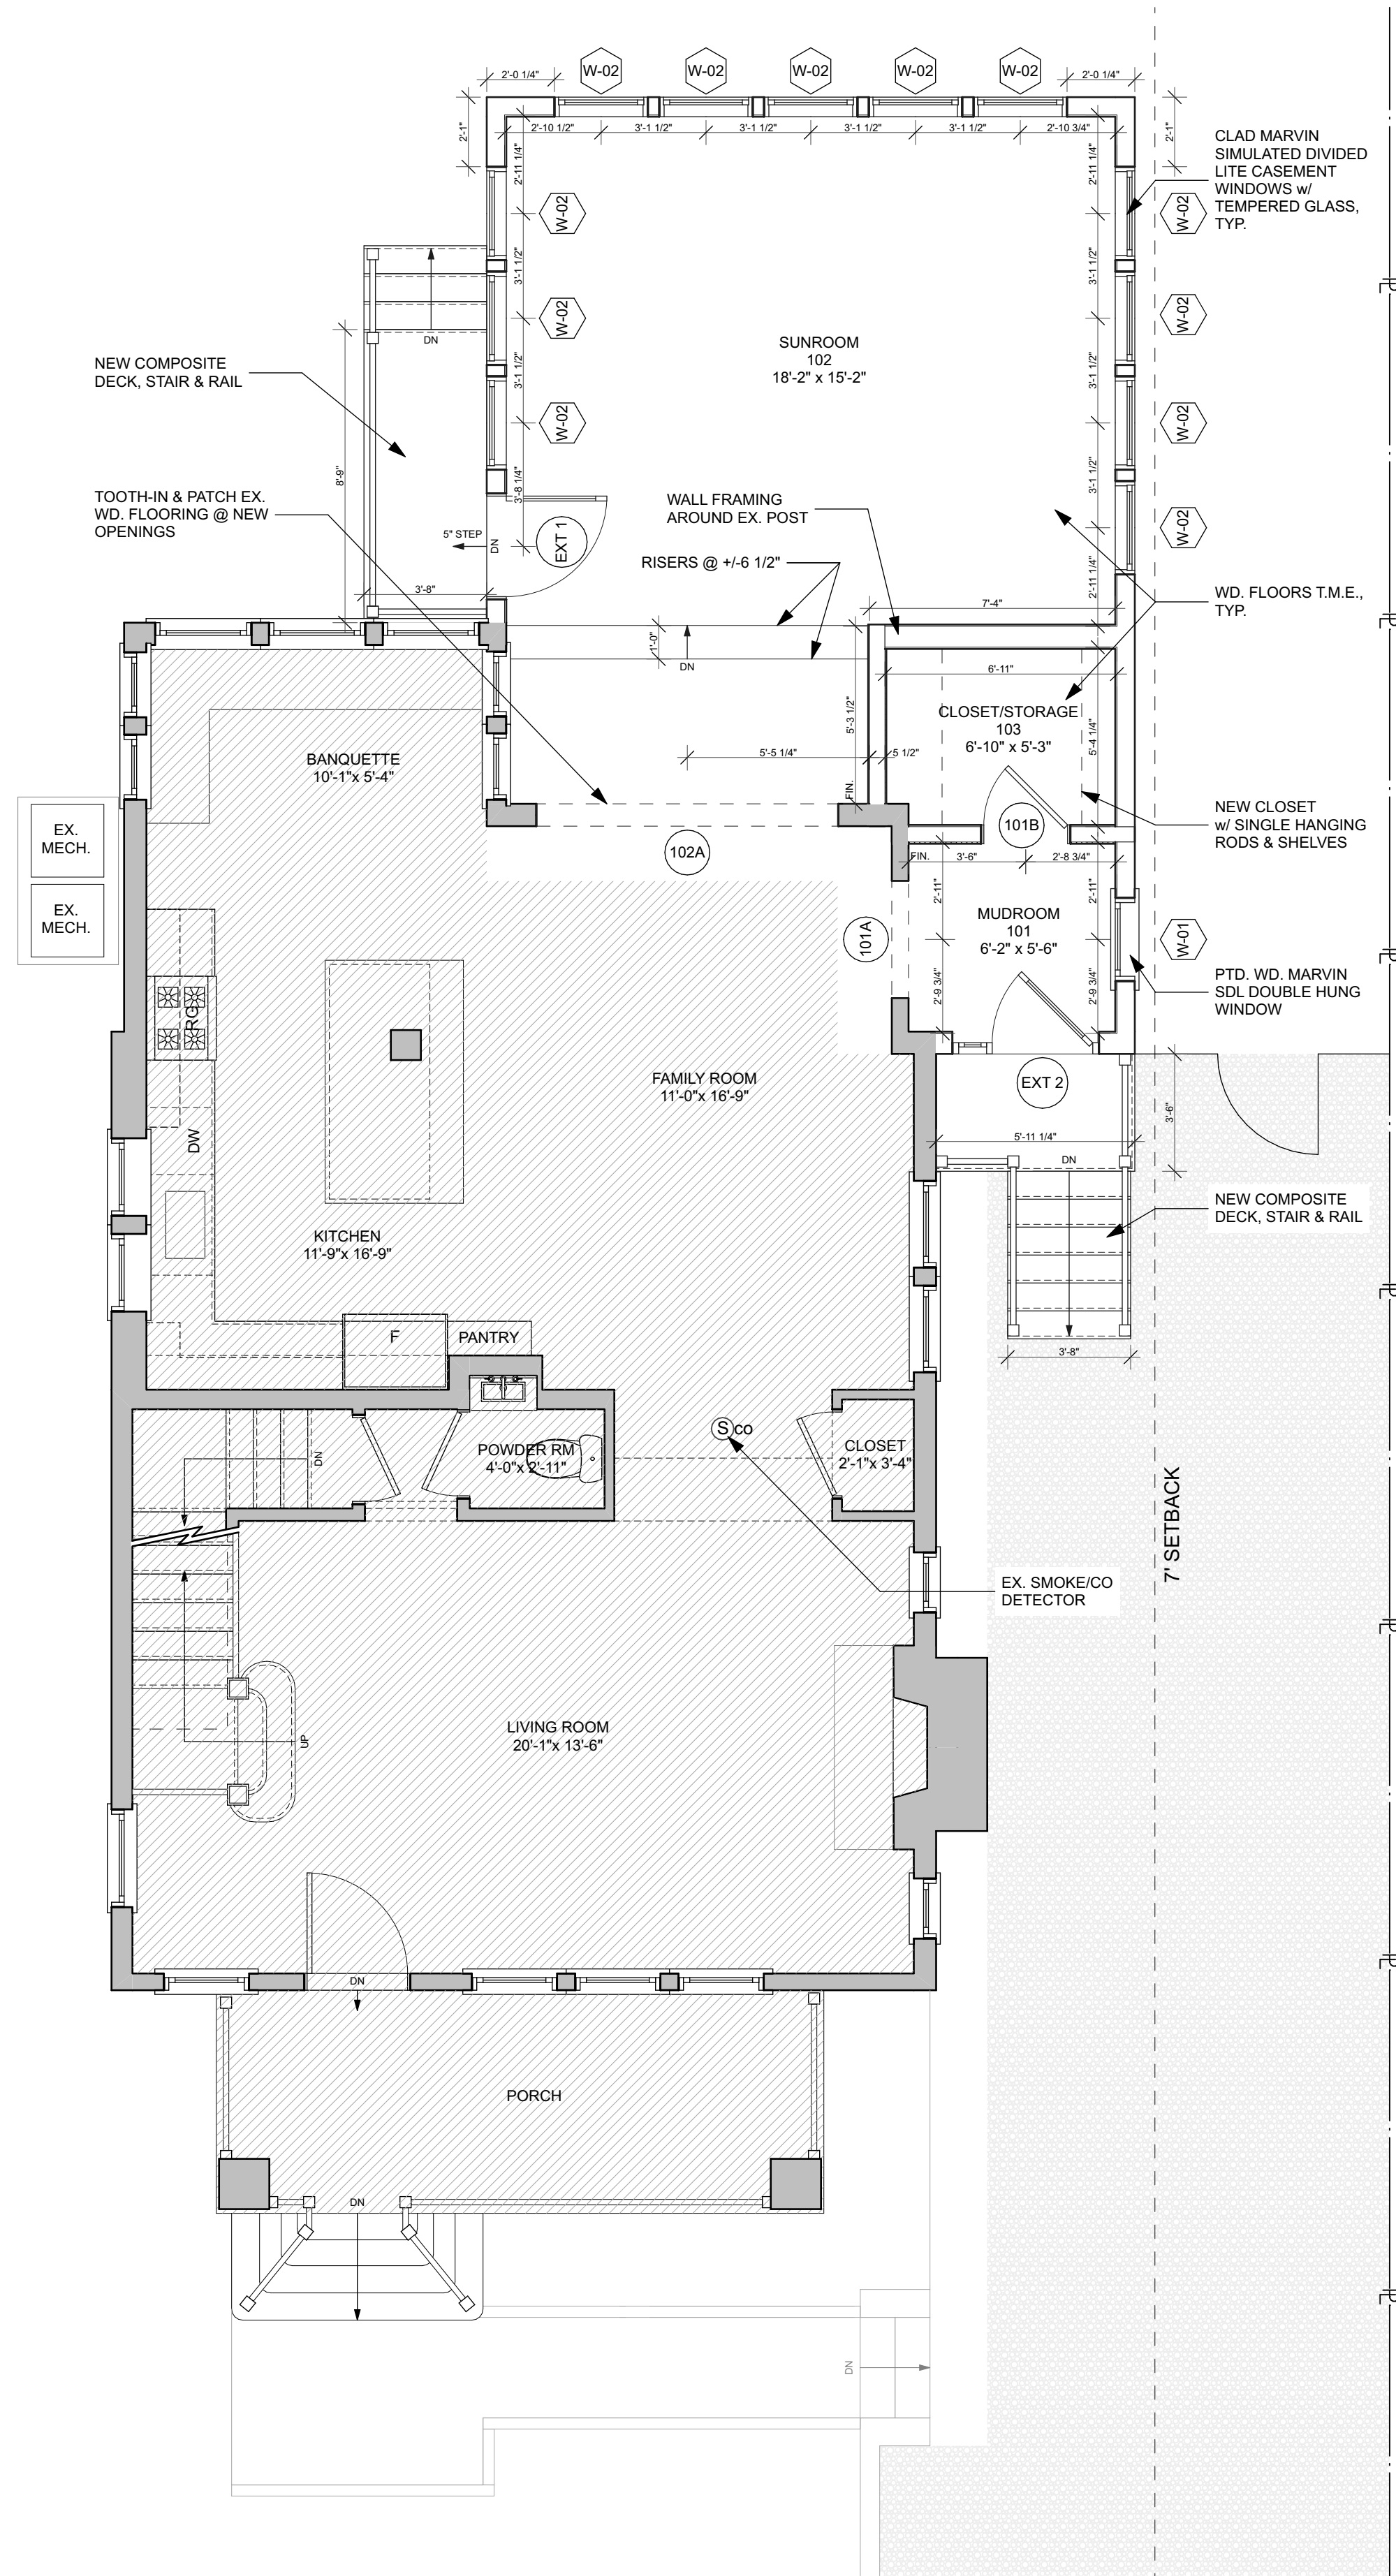 W-02
W-02
W-02
W-02
W-02
2'-0 1/4"
2'-0 1/4"
2'-1"
2'-10 1/2"
3'-1 1/2"
3'-1 1/2"
3'-1 1/2"
3'-1 1/2"
2'-10 3/4"
2'-1"
CLAD MARVIN
SIMULATED DIVIDED
LITE CASEMENT
WINDOWS w/
TEMPERED GLASS,
TYP.
2'-11 1/4"
2'-11 1/4"
W-02
W-02
3'-1 1/2"
3'-1 1/2"
W-02
W-02
DN
SUNROOM
102
18'-2" x 15'-2"
NEW COMPOSITE
DECK, STAIR & RAIL
3'-1 1/2"
3'-1 1/2"
W-02
W-02
8'-9"
3'-8 1/4"
3'-1 1/2"
TOOTH-IN & PATCH EX.
WD. FLOORING @ NEW
OPENINGS
WALL FRAMING
AROUND EX. POST
W-02
5" STEP
DN
EXT 1
RISERS @ +/-6 1/2"
2'-11 1/4"
3'-8"
7'-4"
WD. FLOORS T.M.E.,
TYP.
1'-0"
DN
6'-11"
5'-3 1/2"
CLOSET/STORAGE
103
6'-10" x 5'-3"
5'-4 1/4"
BANQUETTE
10'-1"x 5'-4"
5'-5 1/4"
5 1/2"
FIN.
EX.
MECH.
NEW CLOSET
w/ SINGLE HANGING
RODS & SHELVES
101B
102A
FIN.
3'-6"
2'-8 3/4"
EX.
MECH.
2'-11"
2'-11"
MUDROOM
101
6'-2" x 5'-6"
101A
W-01
2'-9 3/4"
2'-9 3/4"
PTD. WD. MARVIN
SDL DOUBLE HUNG
WINDOW
RG
FAMILY ROOM
11'-0"x 16'-9"
EXT 2
3'-6"
DW
5'-11 1/4"
DN
NEW COMPOSITE
DECK, STAIR & RAIL
KITCHEN
11'-9"x 16'-9"
F
PANTRY
3'-8"
S co
DN
POWDER RM
4'-0"x 2'-11"
CLOSET
2'-1"x 3'-4"
7' SETBACK
EX. SMOKE/CO
DETECTOR
LIVING ROOM
20'-1"x 13'-6"
UP
DN
PORCH
DN
DN